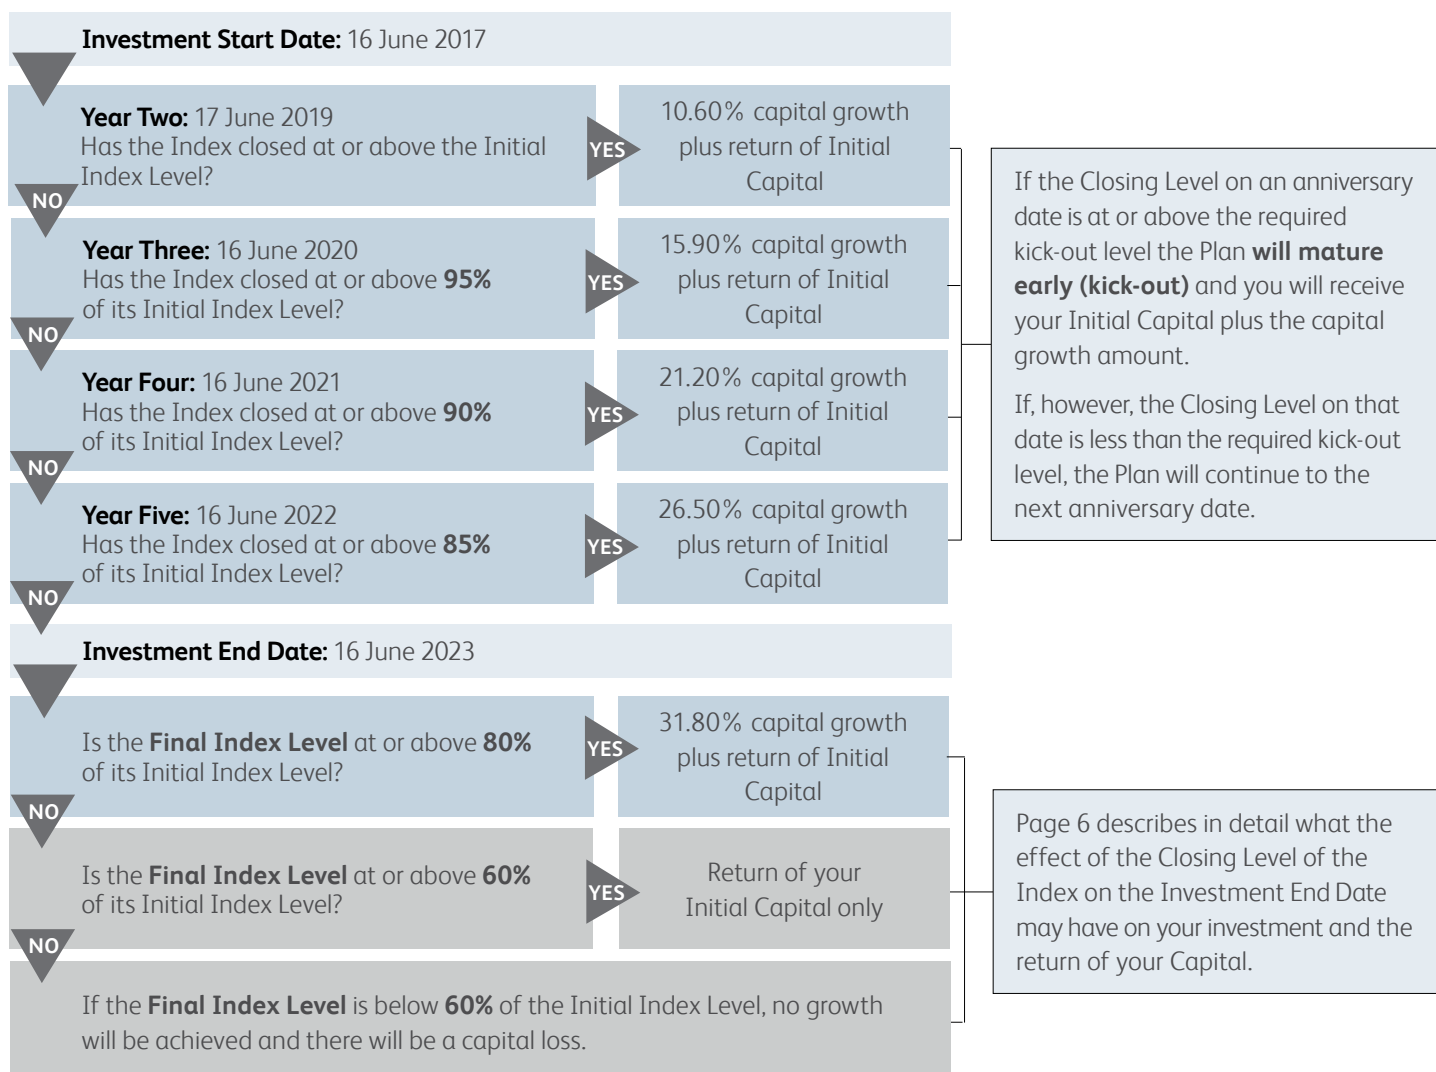 Investment Start Date: 16 June 2017
Year Two: 17 June 2019
Has the Index closed at or above the Initial
Index Level?
YES
10.60% capital growth
plus return of Initial
Capital
NO
Year Three: 16 June 2020
Has the Index closed at or above 95%
of its Initial Index Level?
YES
15.90% capital growth
plus return of Initial
Capital
NO
Year Four: 16 June 2021
Has the Index closed at or above 90%
of its Initial Index Level?
YES
21.20% capital growth
plus return of Initial
Capital
NO
Year Five: 16 June 2022
Has the Index closed at or above 85%
of its Initial Index Level?
YES
26.50% capital growth
plus return of Initial
Capital
NO
If the Closing Level on an anniversary
date is at or above the required
kick-out level the Plan will mature
early (kick-out) and you will receive
your Initial Capital plus the capital
growth amount.
If, however, the Closing Level on that
date is less than the required kick-out
level, the Plan will continue to the
next anniversary date.
Investment End Date: 16 June 2023
Is the Final Index Level at or above 80%
of its Initial Index Level?
YES
31.80% capital growth
plus return of Initial
Capital
NO
Is the Final Index Level at or above 60%
of its Initial Index Level?
YES
Return of your
Initial Capital only
NO
If the Final Index Level is below 60% of the Initial Index Level, no growth
will be achieved and there will be a capital loss.
Page 6 describes in detail what the
effect of the Closing Level of the
Index on the Investment End Date
may have on your investment and the
return of your Capital.